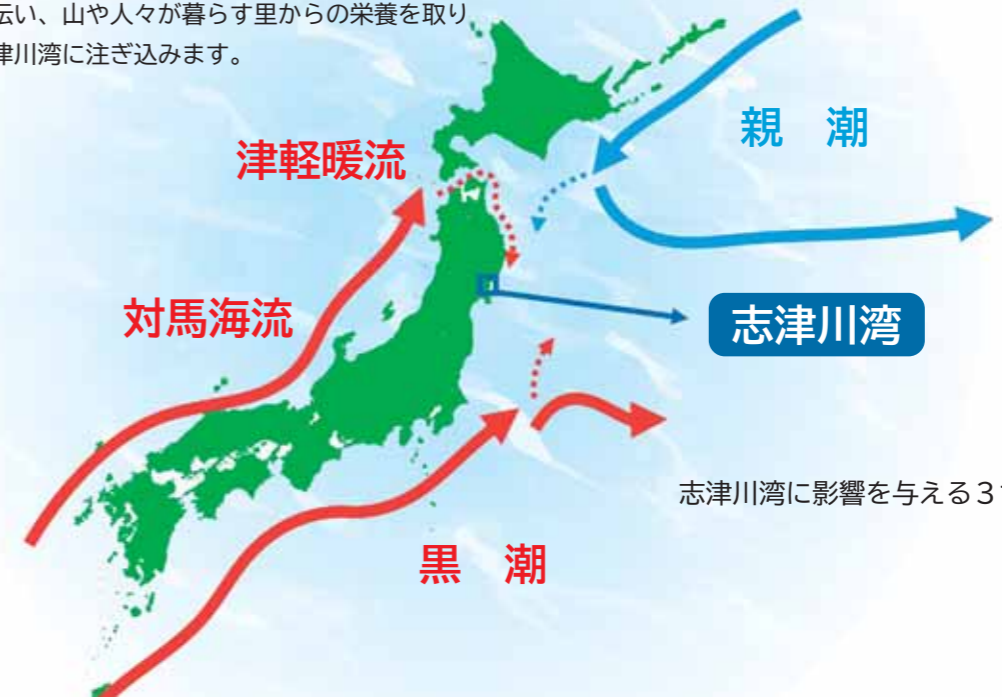 伝い、山や人々が暮らす里からの栄養を取り
津川湾に注ぎ込みます。
親　潮
津軽暖流
対馬海流
志津川湾
志津川湾に影響を与える３
黒　潮